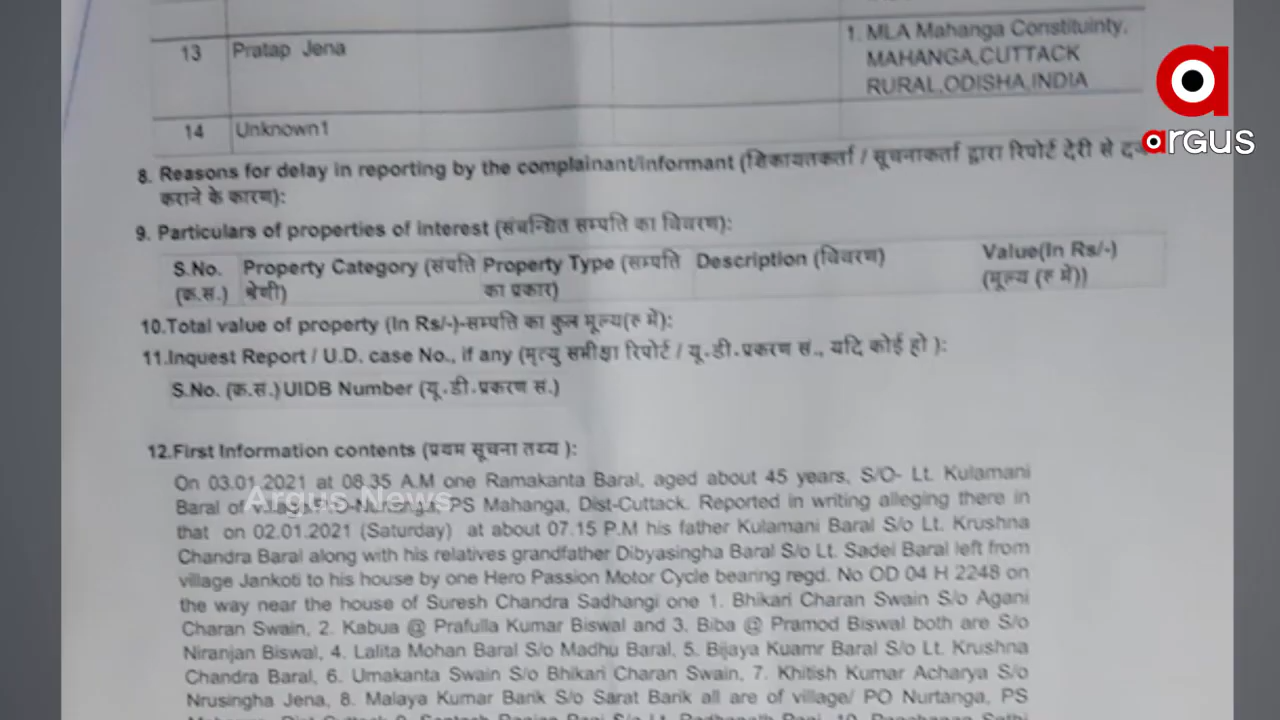 13 Pratap Jena 1. MLA Mahanga Constituinty,
MAHANGA,CUTTACK
RURAL,ODISHA,INDIA
14 Unknown1
argus
8. Reasons for delay in reporting by the complainant/informant (शिकायतकर्ता / सूचनाकर्ता द्वारा रिपोर्ट देरी से
कराने के कारण):
9. Particulars of properties of interest (संबन्धित सम्पति का विवरण):
S.No. Property Category (संपति Property Type (सम्पति Description (विवरण) Value(In Rs/-)
(क्र.सं.) श्रेणी) का प्रकार) (मूल्य (रु में))
10.Total value of property (In Rs/-)-सम्पति का कुल मूल्य(रु में):
11.Inquest Report / U.D. case No., if any (मृत्यु समीक्षा रिपोर्ट / यू.डी.प्रकरण सं., यदि कोई हो ):
S.No. (क्र.सं.) UIDB Number (यू.डी.प्रकरण सं.)
12.First Information contents (प्रथम सूचना तथ्य ):
On 03.01.2021 at 08.35 A.M one Ramakanta Baral, aged about 45 years, S/O- Lt. Kulamani
Argus News
Baral of PS Mahanga, Dist-Cuttack. Reported in writing alleging there in
that on 02.01.2021 (Saturday) at about 07.15 P.M his father Kulamani Baral S/o Lt. Krushna
Chandra Baral along with his relatives grandfather Dibyasingha Baral S/o Lt. Sadei Baral left from
village Jankoti to his house by one Hero Passion Motor Cycle bearing regd. No OD 04 H 2248 on
the way near the house of Suresh Chandra Sadhangi one 1. Bhikari Charan Swain S/o Agani
Charan Swain, 2. Kabua @ Prafulla Kumar Biswal and 3. Biba @ Pramod Biswal both are S/o
Niranjan Biswal, 4. Lalita Mohan Baral S/o Madhu Baral, 5. Bijaya Kuamr Baral S/o Lt. Krushna
Chandra Baral, 6. Umakanta Swain S/o Bhikari Charan Swain, 7. Khitish Kumar Acharya S/o
Nrusingha Jena, 8. Malaya Kumar Barik S/o Sarat Barik all are of village/ PO Nurtanga, PS